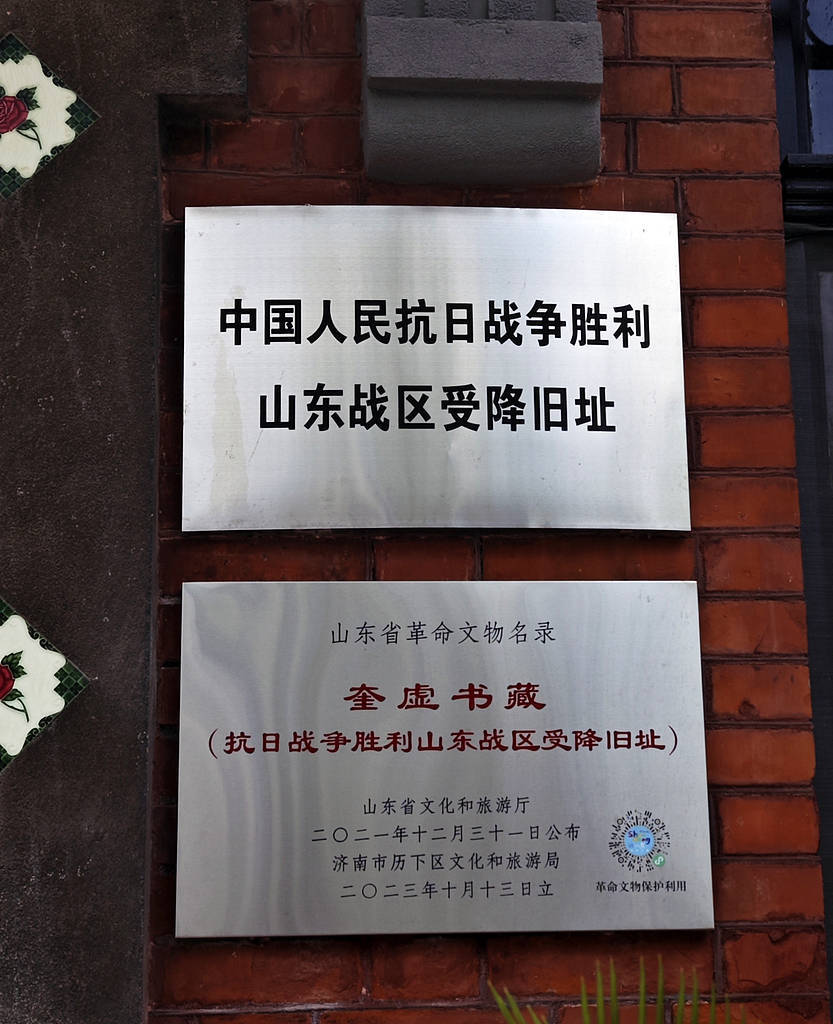 中国人民抗日战争胜利
山东战区受降旧址
山东省革命文物名录
奎虚书藏
（抗日战争胜利山东战区受降旧址）
山东省文化和旅游厅
二〇二一年十二月三十一日公布
济南市历下区文化和旅游局
二〇二三年十月十三日立
革命文物保护利用